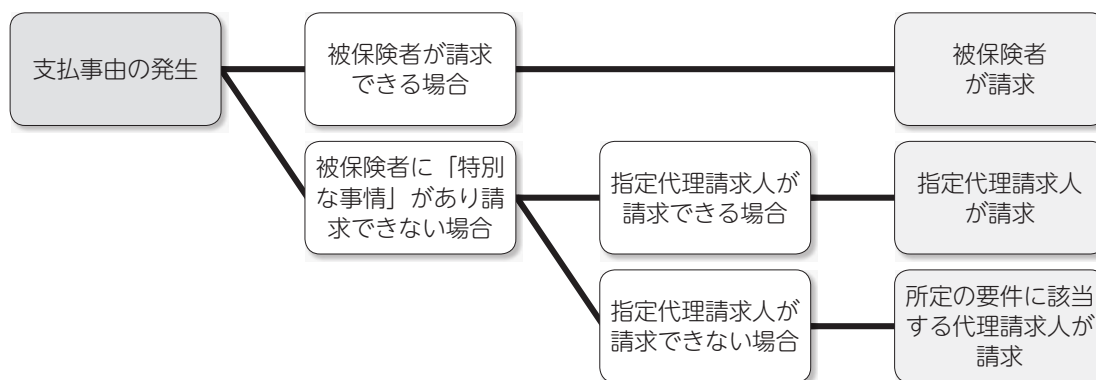 支払事由の発生
被保険者が請求
できる場合
被保険者
が請求
被保険者に「特別
な事情」があり請
求できない場合
指定代理請求人が
請求できる場合
指定代理請求人
が請求
指定代理請求人が
請求できない場合
所定の要件に該当
する代理請求人が
請求